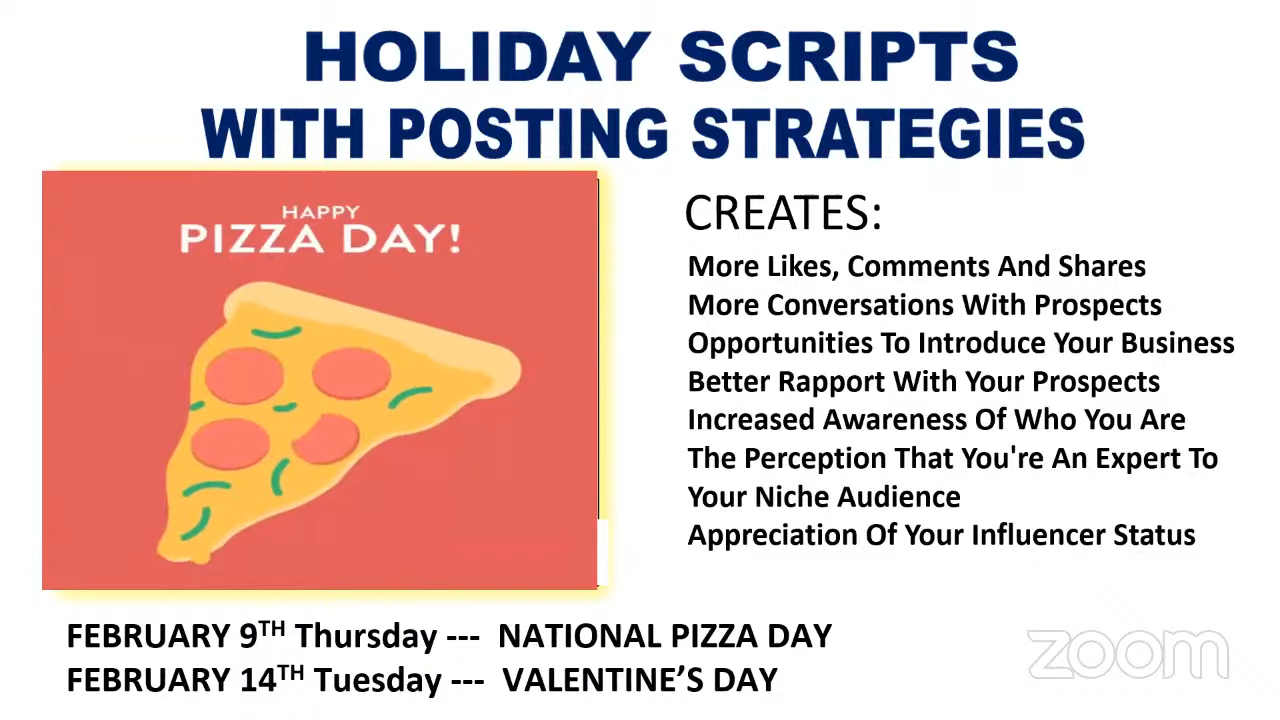 HOLIDAY SCRIPTS
WITH POSTING STRATEGIES
HAPPY
PIZZA DAY!
CREATES:
More Likes, Comments And Shares
More Conversations With Prospects
Opportunities To Introduce Your Business
Better Rapport With Your Prospects
Increased Awareness Of Who You Are
The Perception That You're An Expert To
Your Niche Audience
Appreciation Of Your Influencer Status
FEBRUARY 9TH Thursday --- NATIONAL PIZZA DAY
FEBRUARY 14TH Tuesday --- VALENTINE’S DAY
zoom